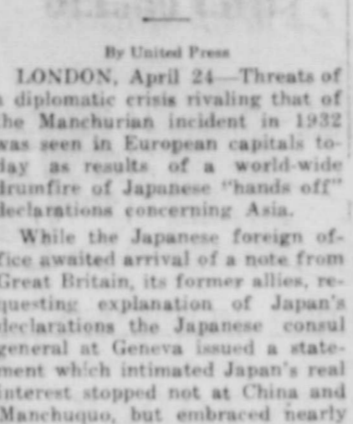 By United Press
LONDON, April 24—Threats of
a diplomatic crisis rivaling that of
the Manchurian incident in 1932
was seen in European capitals to-
day as results of a world-wide
drumfire of Japanese "hands off"
declarations concerning Asia.
While the Japanese foreign of-
fice awaited arrival of a note from
Great Britain, its former allies, re-
questing explanation of Japan's
declarations the Japanese consul
general at Geneva issued a state-
ment which intimated Japan's real
interest stopped not at China and
Manchuquo, but embraced nearly